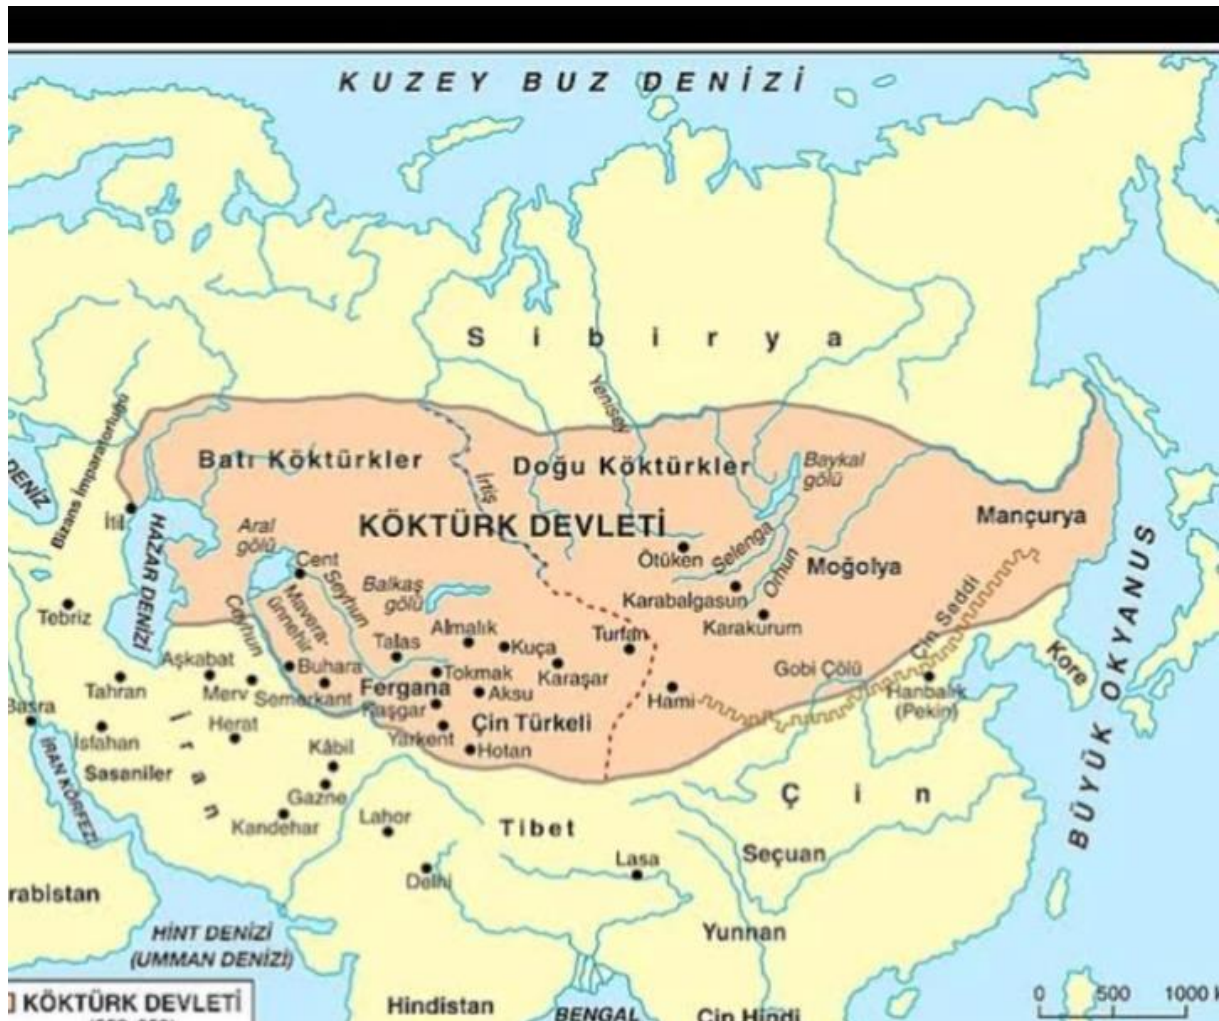 KUZEY BUZ DENİZİ
Sibirya
Yenisey
Bizans İmparatorluğu
DENİZ
Batı Köktürkler
Doğu Köktürkler
Baykal
gölü
İrtiş
KÖKTÜRK DEVLETİ
Mançurya
İtil
HAZAR DENİZİ
Aral
gölü
Cent
Seyhun
Ceyhun
Mavera-
ünnehir
Balkaş
gölü
Ötüken
Selenga
Orhun
Moğolya
Karabalgasun
Karakurum
Tebriz
Almalık
Talas
Kuça
Turfan
Çin Seddi
Kore
BÜYÜK OKYANUS
Aşkabat
Buhara
Tokmak
Karaşar
Gobi Çölü
Tahran
Merv
Semerkant
Fergana
Aksu
Hami
Hanbalık
(Pekin)
Kaşgar
Basra
İsfahan
Herat
İran
Yarkent
Çin Türkeli
Hotan
İRAN KÖRFEZİ
Sasaniler
Kâbil
Gazne
Kandehar
Lahor
Tibet
Çin
Delhi
Lasa
Seçuan
rabistan
HİNT DENİZİ
(UMMAN DENİZİ)
Yunnan
KÖKTÜRK DEVLETİ
Hindistan
BENGAL
Çin Hindi
0 500 1000